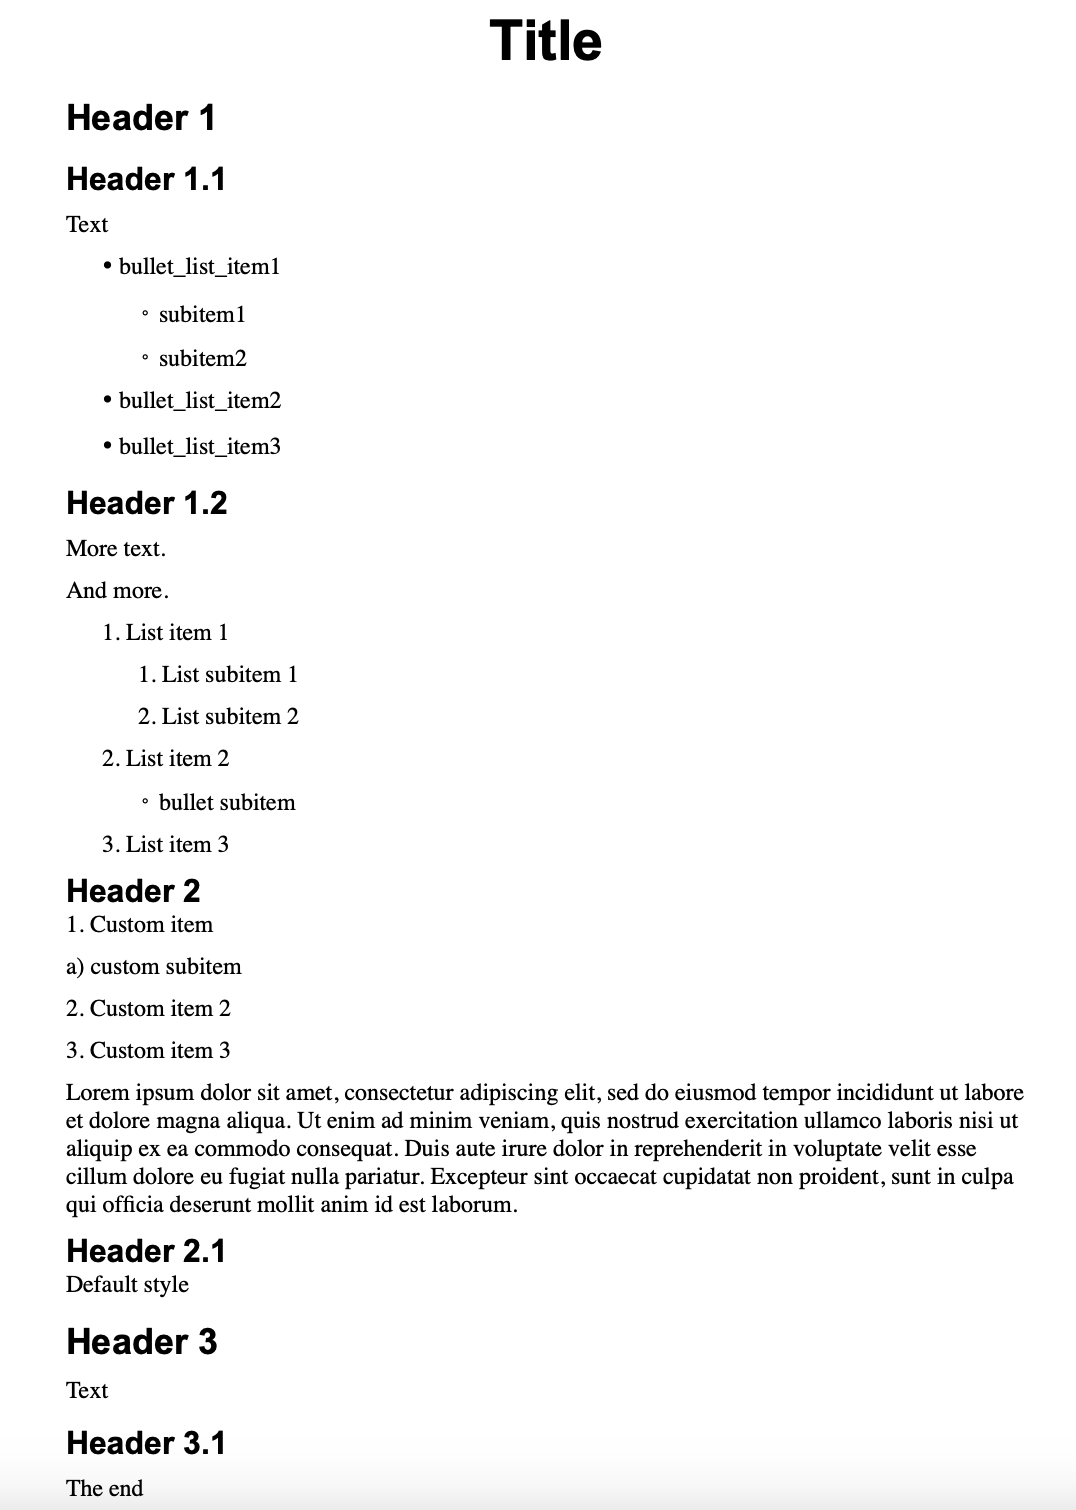 Title
Header 1
Header 1.1
Text
• bullet_list_item1
◦ subitem1
◦ subitem2
• bullet_list_item2
• bullet_list_item3
Header 1.2
More text.
And more.
1. List item 1
1. List subitem 1
2. List subitem 2
2. List item 2
◦ bullet subitem
3. List item 3
Header 2
1. Custom item
a) custom subitem
2. Custom item 2
3. Custom item 3
Lorem ipsum dolor sit amet, consectetur adipiscing elit, sed do eiusmod tempor incididunt ut labore
et dolore magna aliqua. Ut enim ad minim veniam, quis nostrud exercitation ullamco laboris nisi ut
aliquip ex ea commodo consequat. Duis aute irure dolor in reprehenderit in voluptate velit esse
cillum dolore eu fugiat nulla pariatur. Excepteur sint occaecat cupidatat non proident, sunt in culpa
qui officia deserunt mollit anim id est laborum.
Header 2.1
Default style
Header 3
Text
Header 3.1
The end